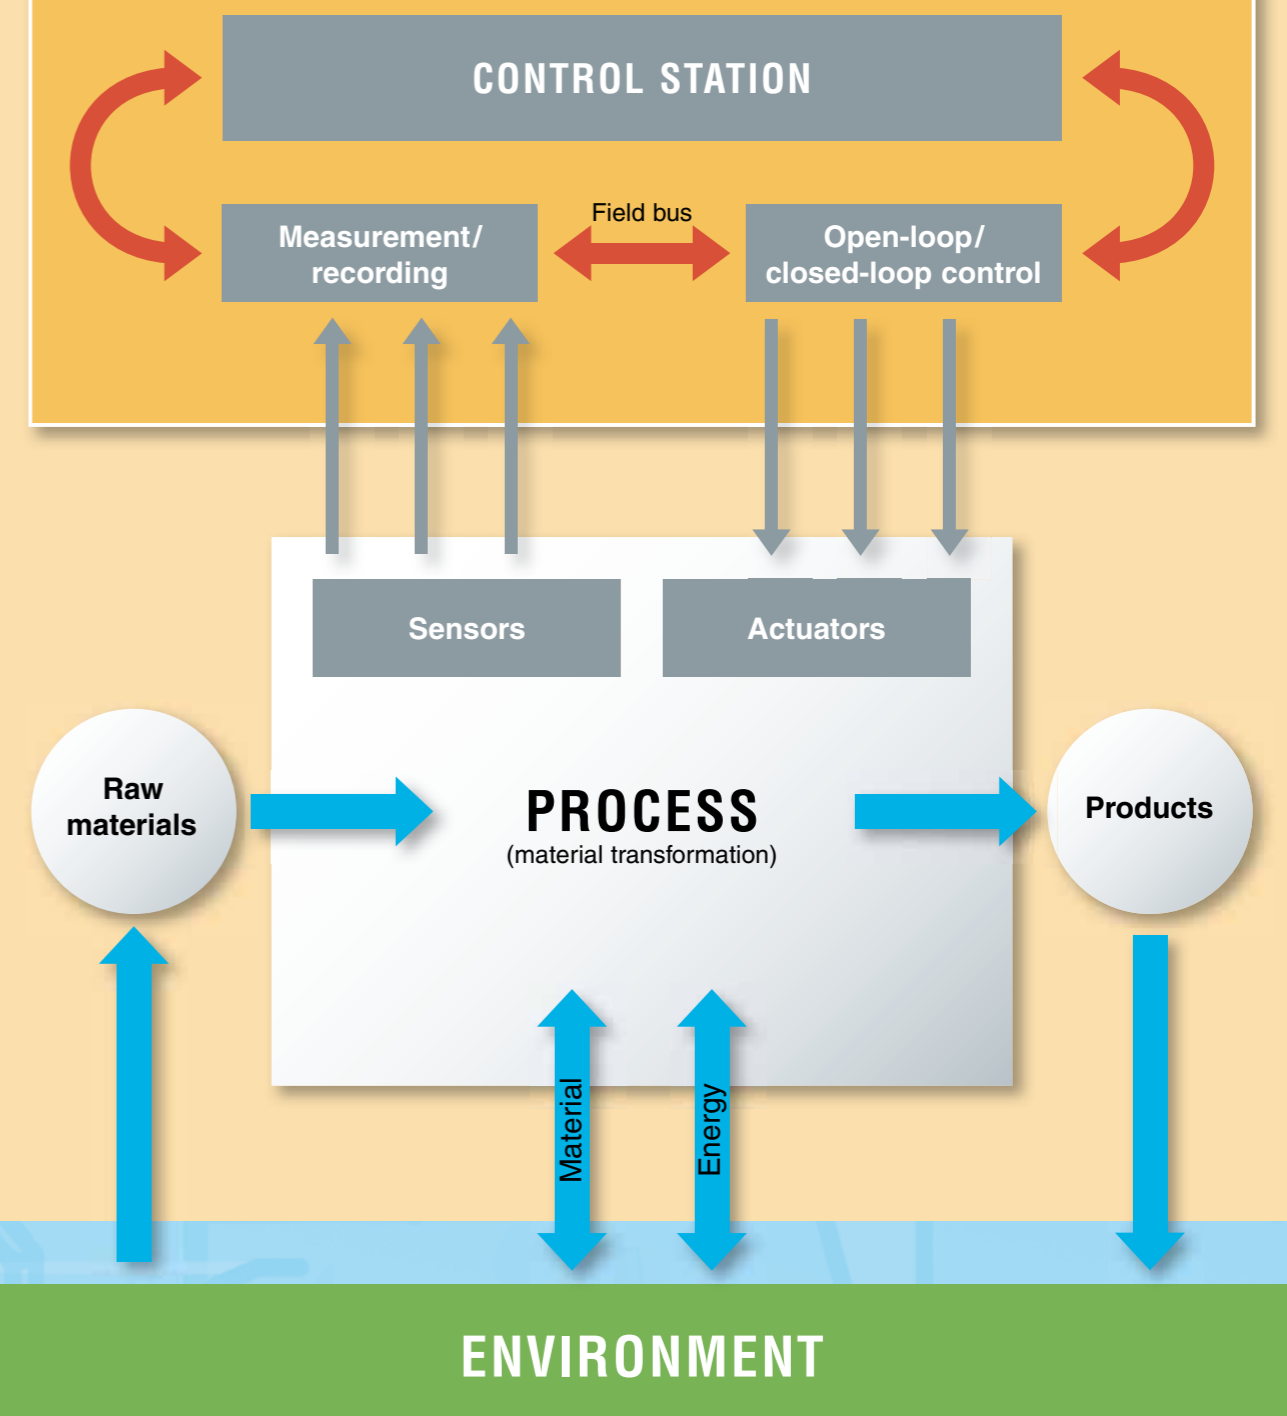 CONTROL STATION
Field bus
Measurement/
recording
Open-loop/
closed-loop control
Sensors
Actuators
Raw
materials
PROCESS
(material transformation)
Products
Material
Energy
ENVIRONMENT